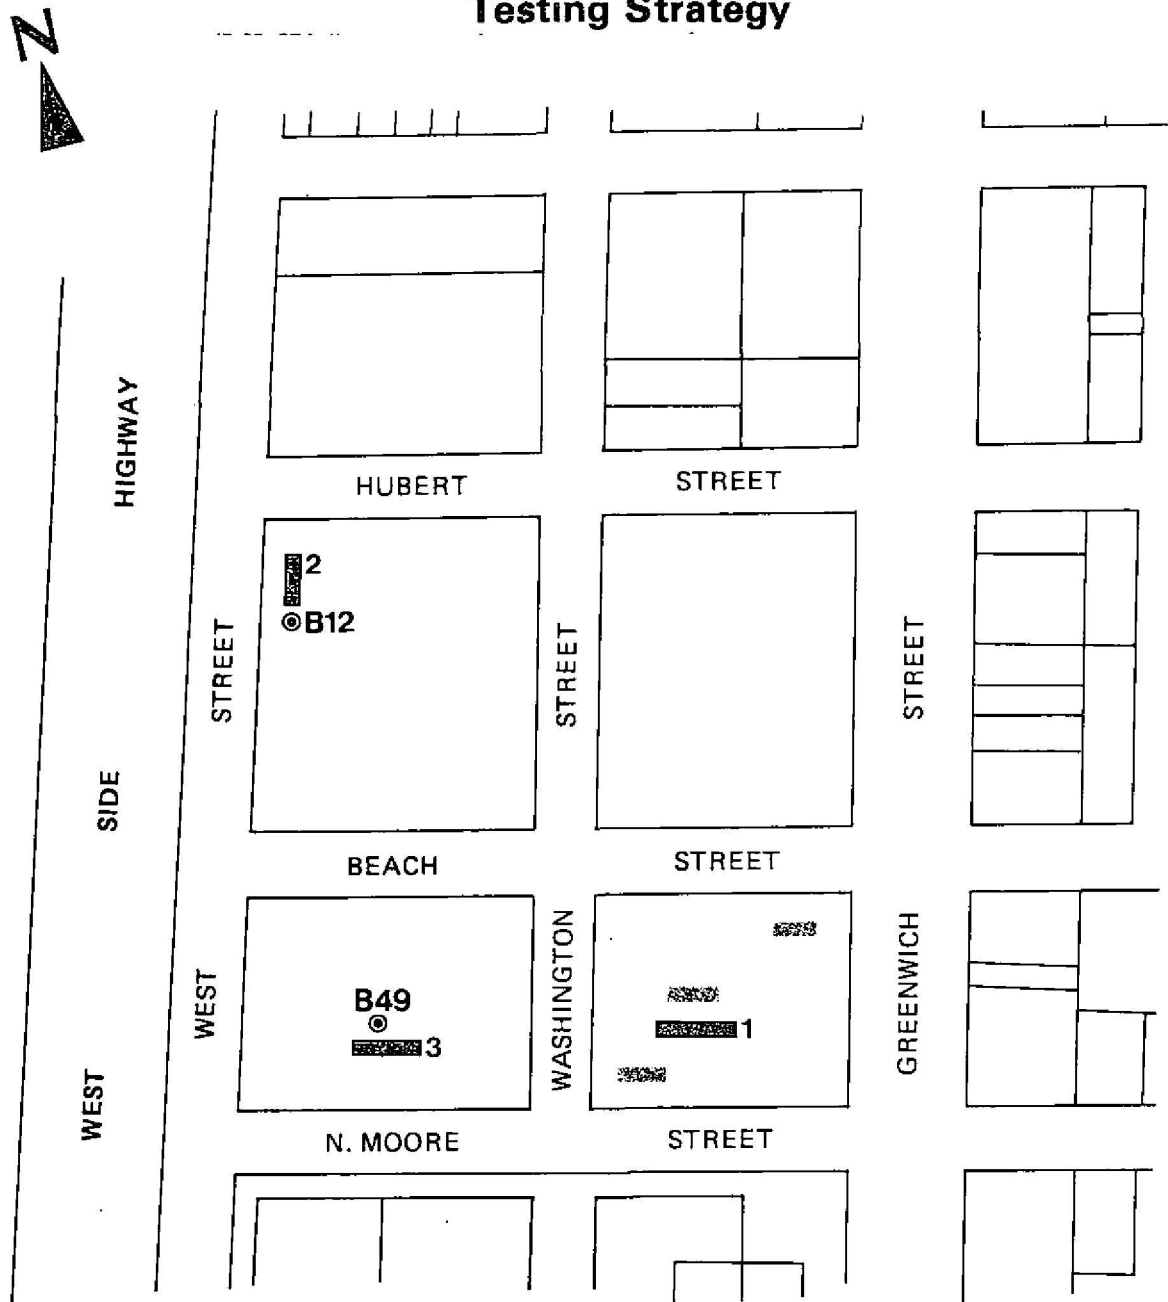 Testing Strategy
N
HIGHWAY
HUBERT STREET
2
B12
STREET
STREET
STREET
SIDE
BEACH STREET
WASHINGTON
GREENWICH
WEST
B49
1
3
WEST
N. MOORE STREET